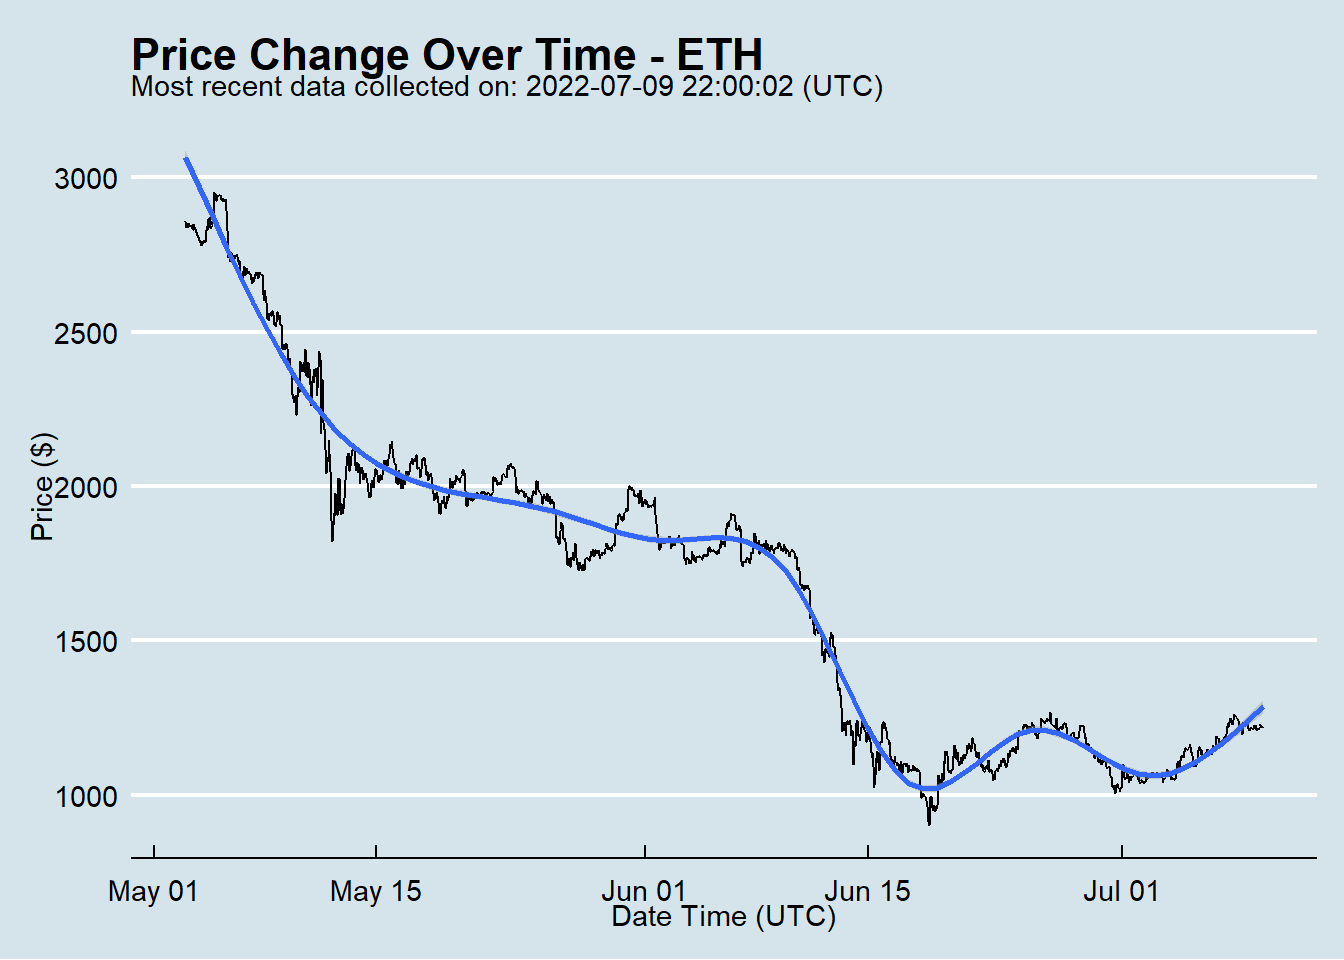 Price Change Over Time - ETH
Most recent data collected on: 2022-07-09 22:00:02 (UTC)
3000
2500
2000
1500
1000
Price ($)
May 01 May 15 Jun 01 Jun 15 Jul 01
Date Time (UTC)